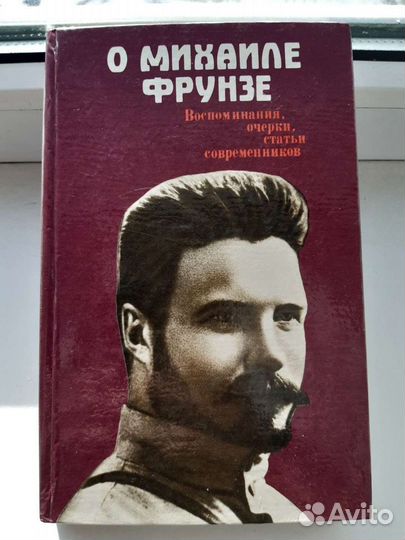 О МИХАИЛЕ
ФРУНЗЕ
Воспоминания,
очерки,
статьи
современников
Avito